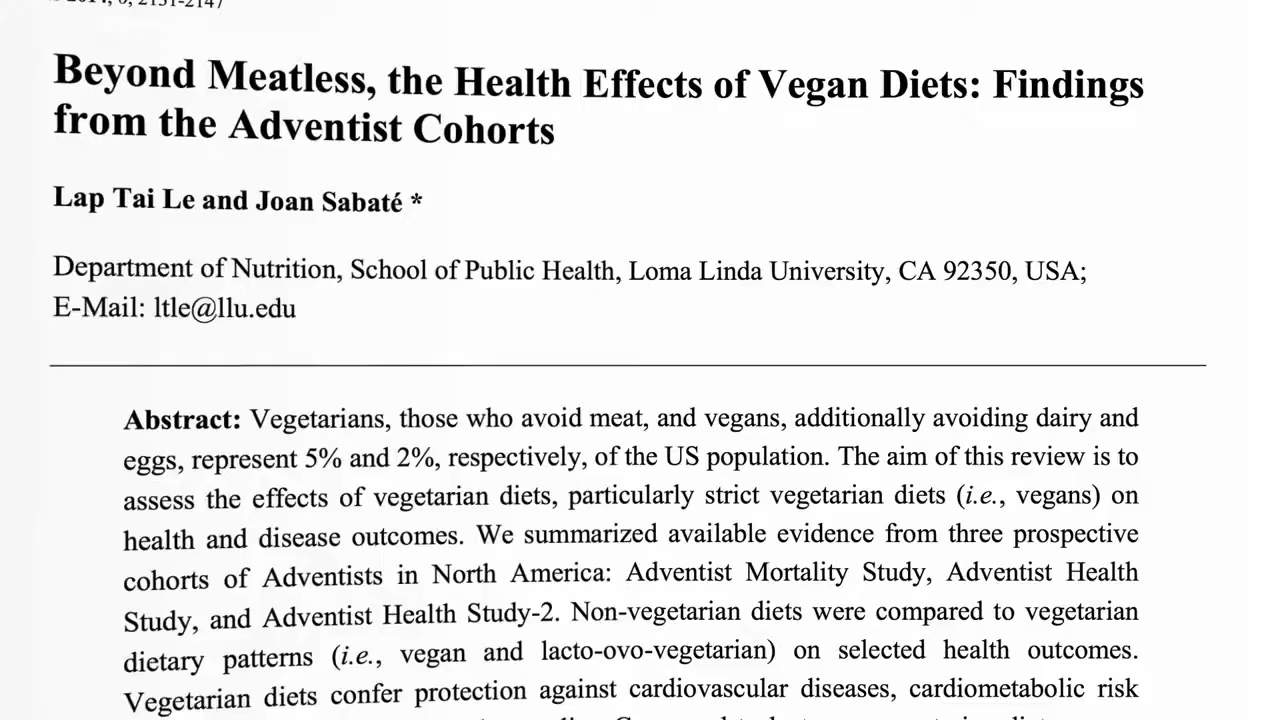 2014, 6, 2131-2147
Beyond Meatless, the Health Effects of Vegan Diets: Findings
from the Adventist Cohorts
Lap Tai Le and Joan Sabaté *
Department of Nutrition, School of Public Health, Loma Linda University, CA 92350, USA;
E-Mail: ltle@llu.edu
Abstract: Vegetarians, those who avoid meat, and vegans, additionally avoiding dairy and
eggs, represent 5% and 2%, respectively, of the US population. The aim of this review is to
assess the effects of vegetarian diets, particularly strict vegetarian diets (i.e., vegans) on
health and disease outcomes. We summarized available evidence from three prospective
cohorts of Adventists in North America: Adventist Mortality Study, Adventist Health
Study, and Adventist Health Study-2. Non-vegetarian diets were compared to vegetarian
dietary patterns (i.e., vegan and lacto-ovo-vegetarian) on selected health outcomes.
Vegetarian diets confer protection against cardiovascular diseases, cardiometabolic risk